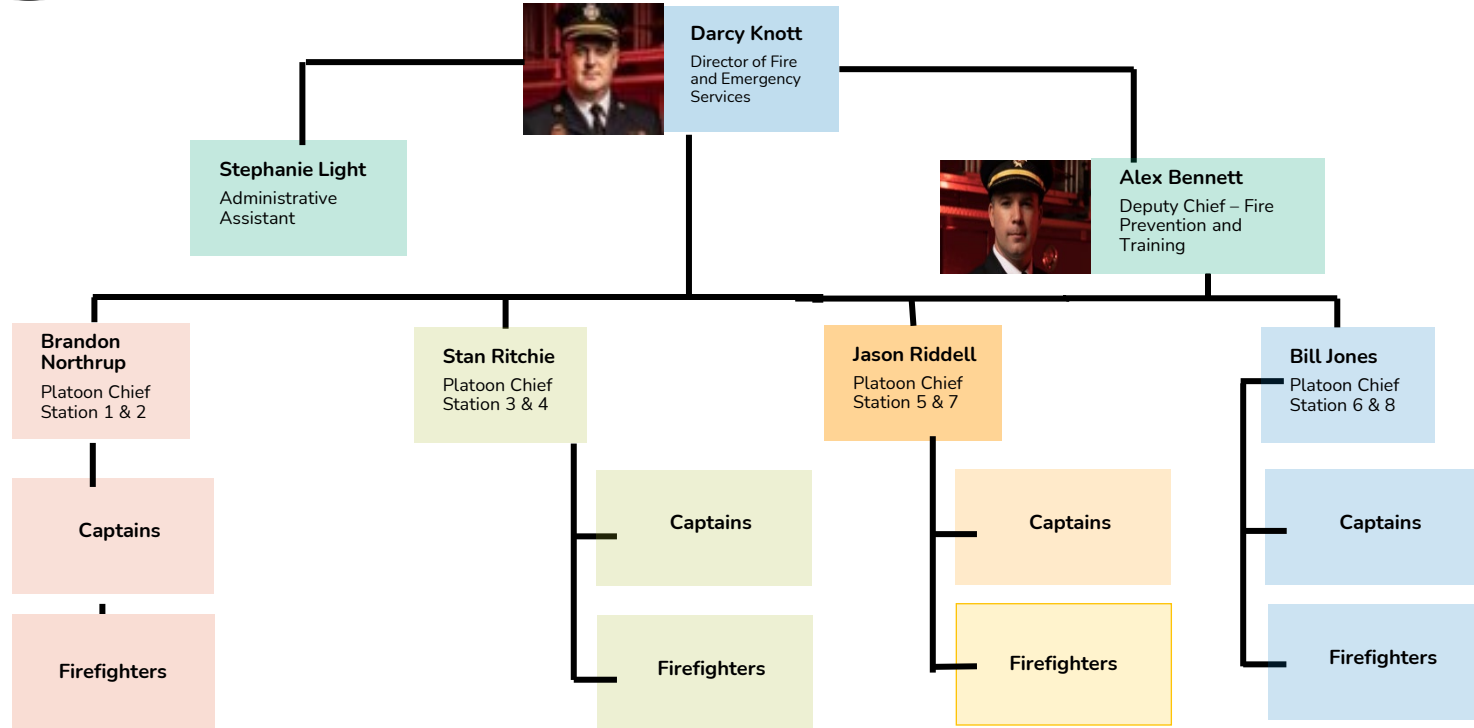 Darcy Knott
Director of Fire
and Emergency
Services
Stephanie Light
Administrative
Assistant
Alex Bennett
Deputy Chief – Fire
Prevention and
Training
Brandon
Northrup
Platoon Chief
Station 1 & 2
Stan Ritchie
Platoon Chief
Station 3 & 4
Jason Riddell
Platoon Chief
Station 5 & 7
Bill Jones
Platoon Chief
Station 6 & 8
Captains
Captains
Captains
Captains
Firefighters
Firefighters
Firefighters
Firefighters